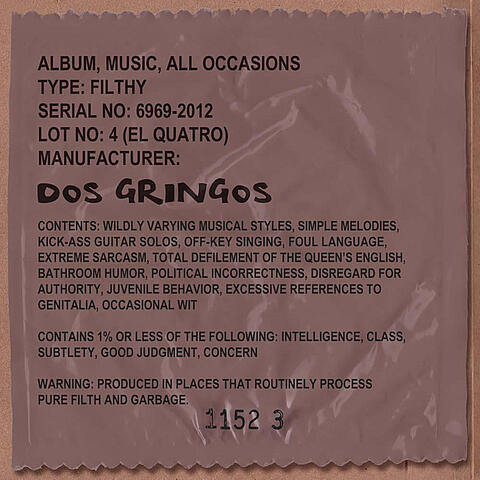 ALBUM, MUSIC, ALL OCCASIONS
TYPE: FILTHY
SERIAL NO: 6969-2012
LOT NO: 4 (EL QUATRO)
MANUFACTURER:
DOS GRINGOS
CONTENTS: WILDLY VARYING MUSICAL STYLES, SIMPLE MELODIES,
KICK-ASS GUITAR SOLOS, OFF-KEY SINGING, FOUL LANGUAGE,
EXTREME SARCASM, TOTAL DEFILEMENT OF THE QUEEN'S ENGLISH,
BATHROOM HUMOR, POLITICAL INCORRECTNESS, DISREGARD FOR
AUTHORITY, JUVENILE BEHAVIOR, EXCESSIVE REFERENCES TO
GENITALIA, OCCASIONAL WIT
CONTAINS 1% OR LESS OF THE FOLLOWING: INTELLIGENCE, CLASS,
SUBTLETY, GOOD JUDGMENT, CONCERN
WARNING: PRODUCED IN PLACES THAT ROUTINELY PROCESS
PURE FILTH AND GARBAGE.
1152 3